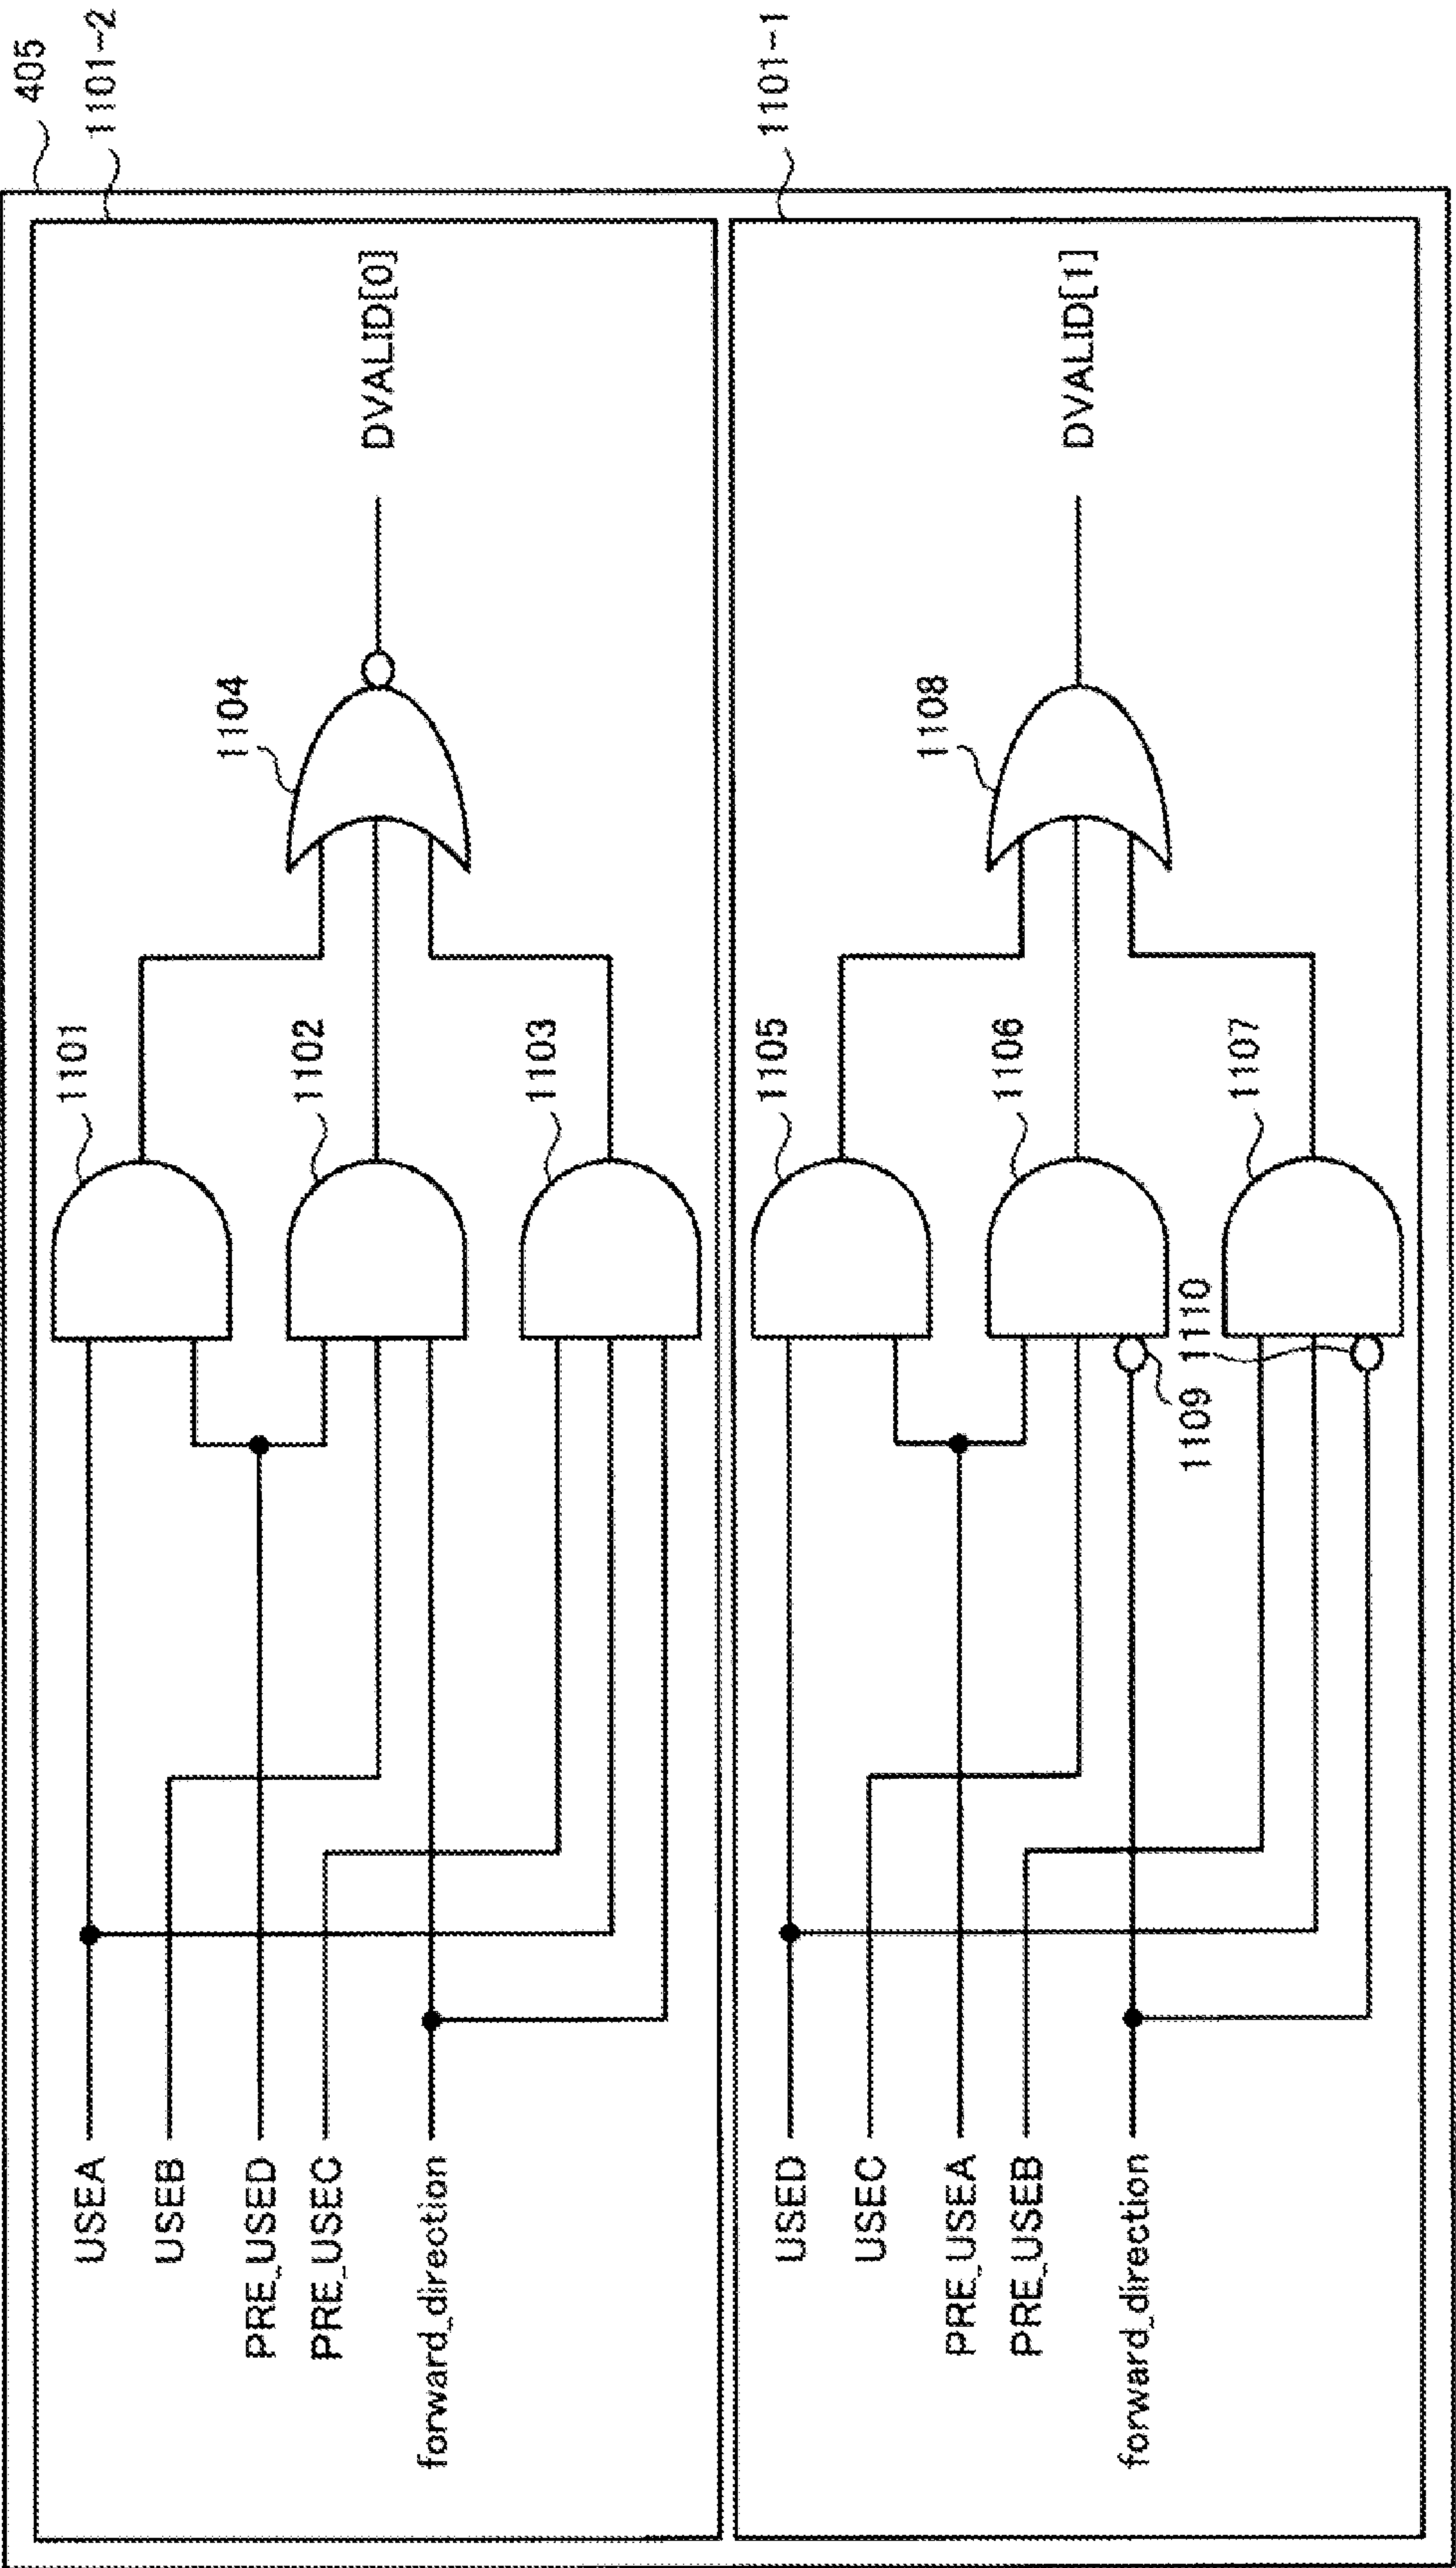 405
1101-2
USEA
USEB
PRE_USED
PRE_USEC
forward_direction
1101
1102
1103
1104
DVALID[0]
1101-1
USED
USEC
PRE_USEA
PRE_USEB
forward_direction
1105
1106
1107
1109
1110
1108
DVALID[1]